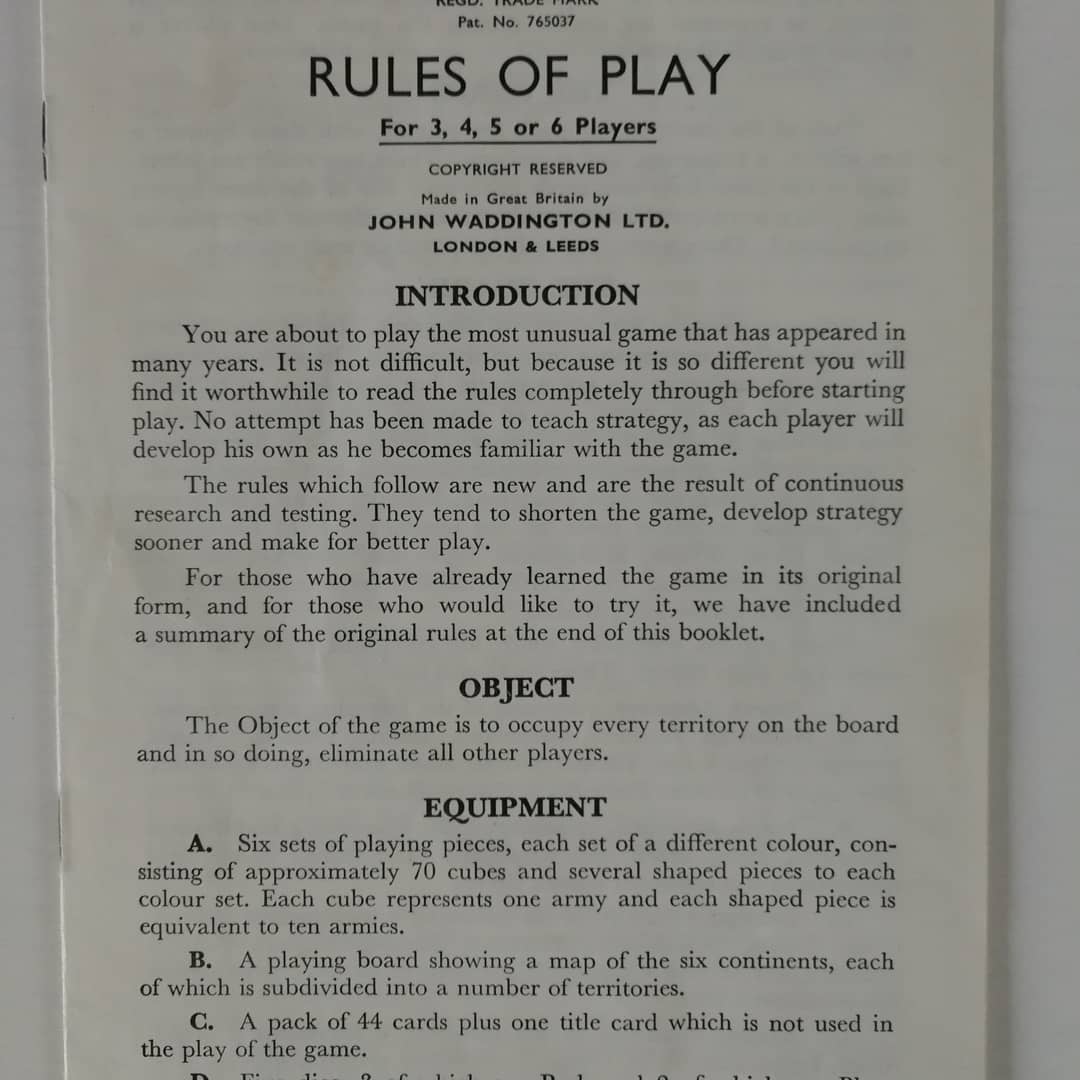 REGD. TRADE MARK
Pat. No. 765037
RULES OF PLAY
For 3, 4, 5 or 6 Players
COPYRIGHT RESERVED
Made in Great Britain by
JOHN WADDINGTON LTD.
LONDON & LEEDS
INTRODUCTION
You are about to play the most unusual game that has appeared in
many years. It is not difficult, but because it is so different you will
find it worthwhile to read the rules completely through before starting
play. No attempt has been made to teach strategy, as each player will
develop his own as he becomes familiar with the game.
The rules which follow are new and are the result of continuous
research and testing. They tend to shorten the game, develop strategy
sooner and make for better play.
For those who have already learned the game in its original
form, and for those who would like to try it, we have included
a summary of the original rules at the end of this booklet.
OBJECT
The Object of the game is to occupy every territory on the board
and in so doing, eliminate all other players.
EQUIPMENT
A. Six sets of playing pieces, each set of a different colour, con-
sisting of approximately 70 cubes and several shaped pieces to each
colour set. Each cube represents one army and each shaped piece is
equivalent to ten armies.
B. A playing board showing a map of the six continents, each
of which is subdivided into a number of territories.
C. A pack of 44 cards plus one title card which is not used in
the play of the game.